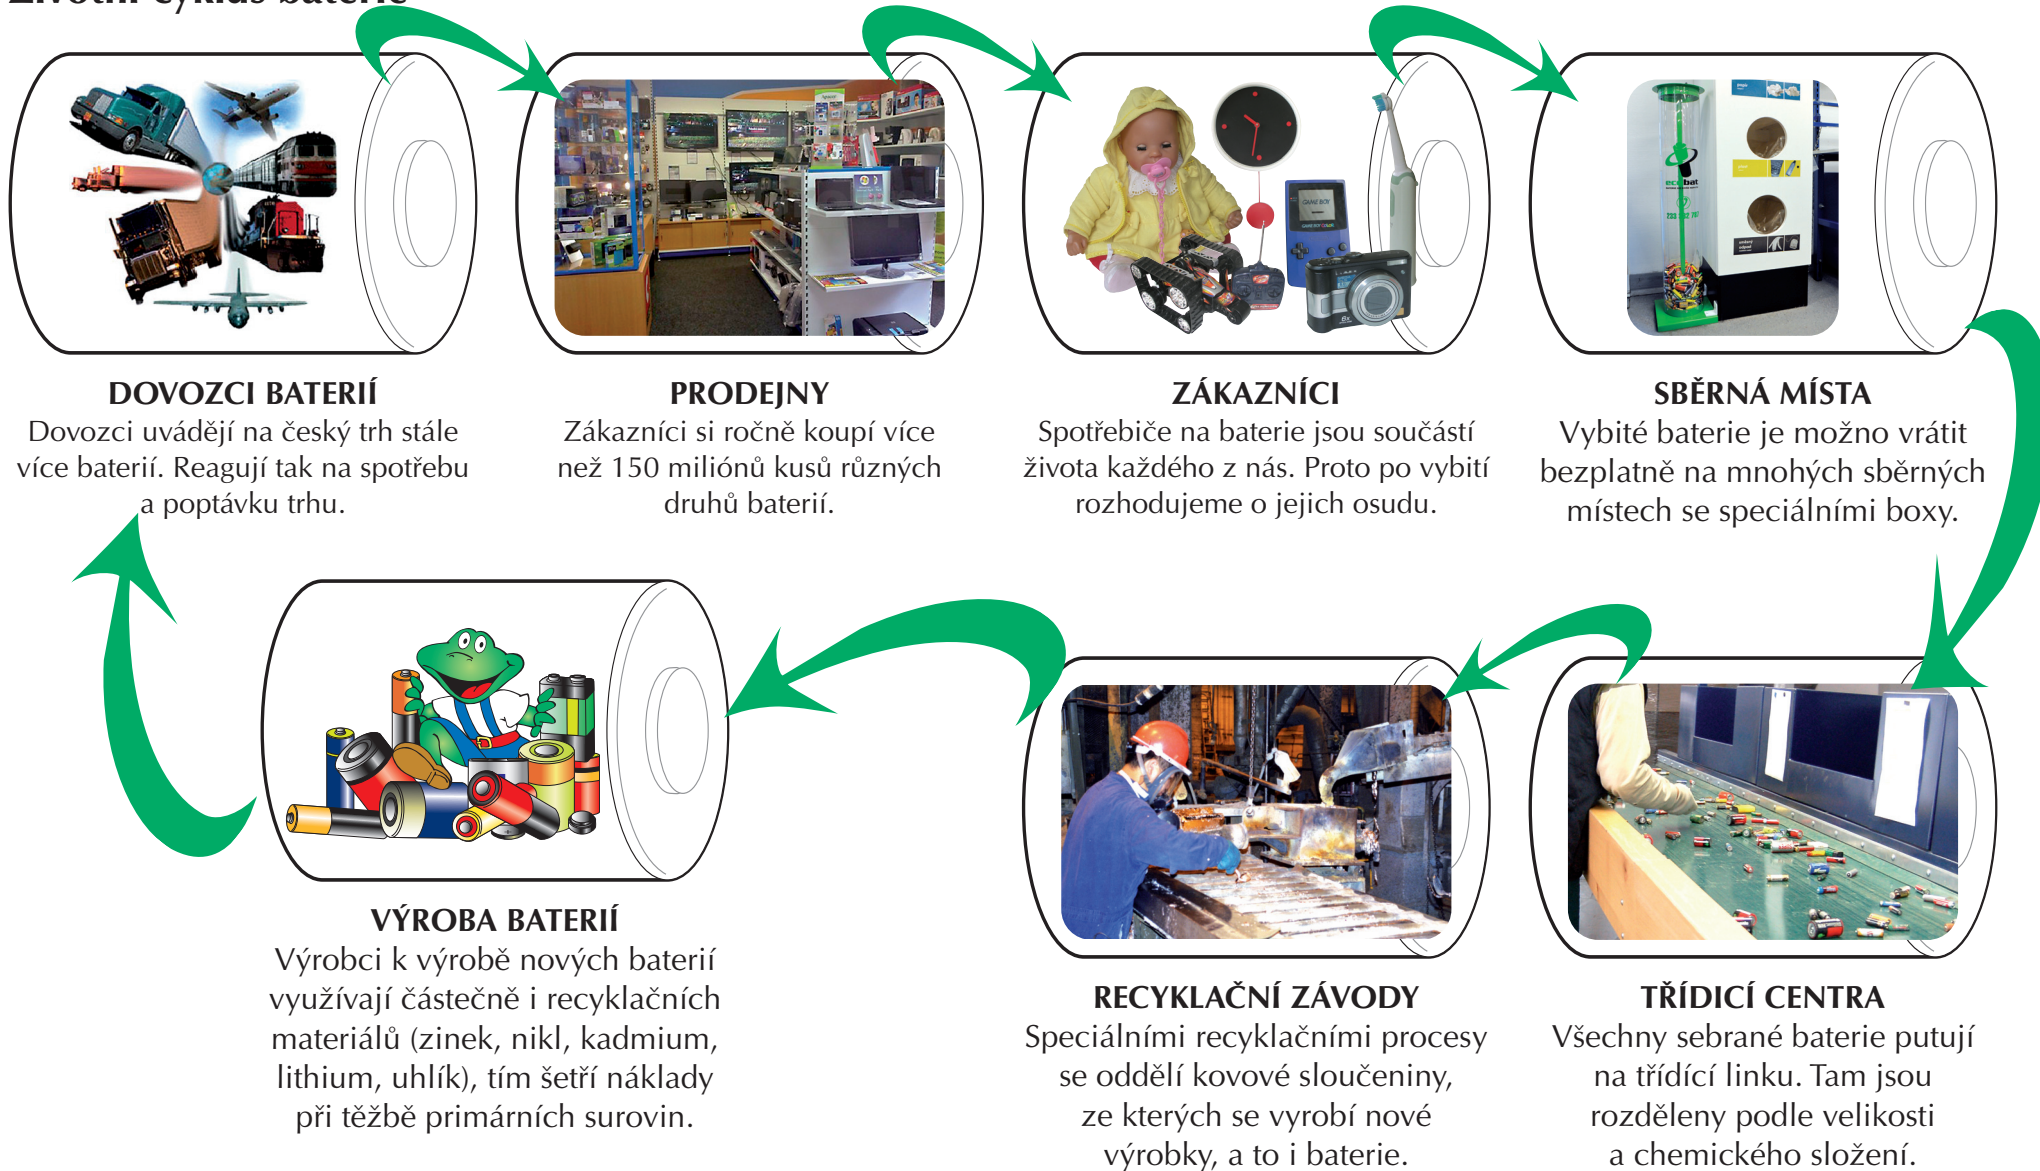 Životní cyklus baterie
DOVOZCI BATERIÍ
Dovozci uvádějí na český trh stále
více baterií. Reagují tak na spotřebu
a poptávku trhu.
PRODEJNY
Zákazníci si ročně koupí více
než 150 miliónů kusů různých
druhů baterií.
ZÁKAZNÍCI
Spotřebiče na baterie jsou součástí
života každého z nás. Proto po vybití
rozhodujeme o jejich osudu.
GAME BOY
SBĚRNÁ MÍSTA
Vybité baterie je možno vrátit
bezplatně na mnohých sběrných
místech se speciálními boxy.
VÝROBA BATERIÍ
Výrobci k výrobě nových baterií
využívají částečně i recyklačních
materiálů (zinek, nikl, kadmium,
lithium, uhlík), tím šetří náklady
při těžbě primárních surovin.
RECYKLAČNÍ ZÁVODY
Speciálními recyklačními procesy
se oddělí kovové sloučeniny,
ze kterých se vyrobí nové
výrobky, a to i baterie.
TŘÍDICÍ CENTRA
Všechny sebrané baterie putují
na třídící linku. Tam jsou
rozděleny podle velikosti
a chemického složení.